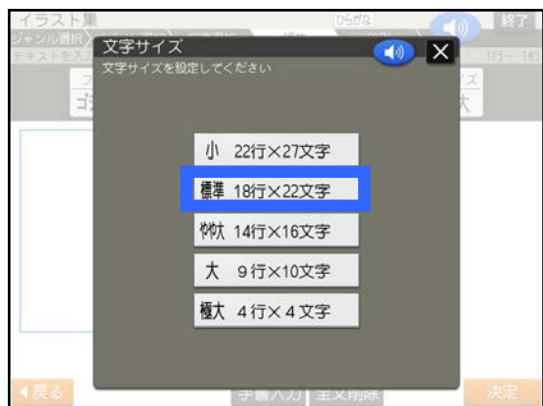 イラスト集
ひらがな
終了
ジャンル選択
テキストを入力
11行- 1桁
文字サイズ
文字サイズを設定してください
小 22行×27文字
標準 18行×22文字
やや大 14行×16文字
大 9行×10文字
極大 4行×4文字
戻る
手書入力
全文削除
決定